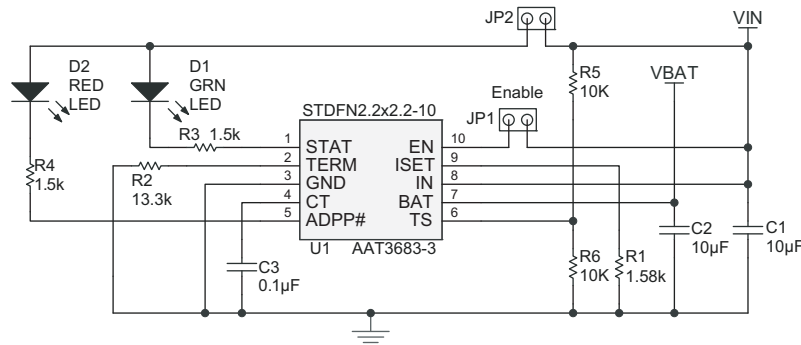 JP2
VIN
D2
RED
LED
D1
GRN
LED
R5
10K
VBAT
Enable
JP1
STDFN2.2x2.2-10
R3 1.5k
1 STAT EN 10
2 TERM ISET 9
3 GND IN 8
4 CT BAT 7
5 ADPP# TS 6
R4
1.5k
R2
13.3k
U1 AAT3683-3
C3
0.1µF
R6
10K
R1
1.58k
C2
10µF
C1
10µF